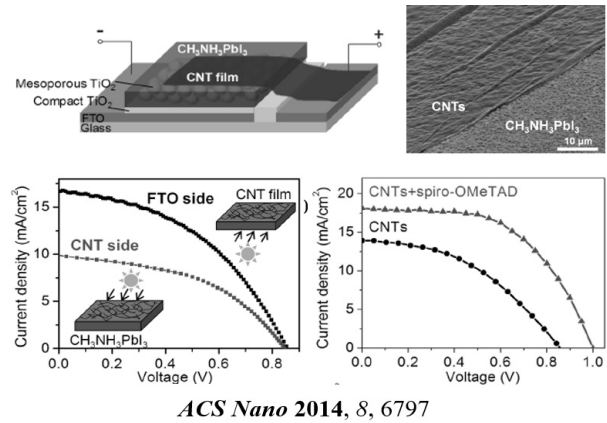 -
+
CH₃NH₃PbI₃
CNT film
Mesoporous TiO₂
Compact TiO₂
FTO
Glass
CNTs
CH₃NH₃PbI₃
10 μm
Current density (mA/cm²)
15
10
5
0
FTO side
CNT film
CNT side
CH₃NH₃PbI₃
0.0 0.2 0.4 0.6 0.8
Voltage (V)
)
Current density (mA/cm²)
20
15
10
5
0
CNTs+spiro-OMeTAD
CNTs
0.0 0.2 0.4 0.6 0.8 1.0
Voltage (V)
ACS Nano 2014, 8, 6797